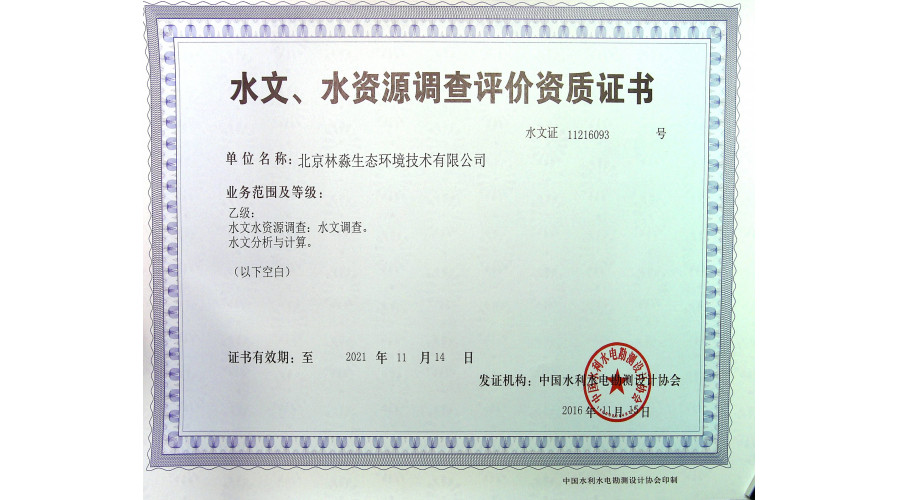 水文、水资源调查评价资质证书
水文证 11216093 号
单位名称：北京林淼生态环境技术有限公司
业务范围及等级：
乙级：
水文水资源调查：水文调查。
水文分析与计算。
（以下空白）
证书有效期：至 2021 年 11 月 14 日
发证机构：中国水利水电勘测设计协会
中国水利水电勘测设计协会
2016 年 11 月 15 日
中国水利水电勘测设计协会印制